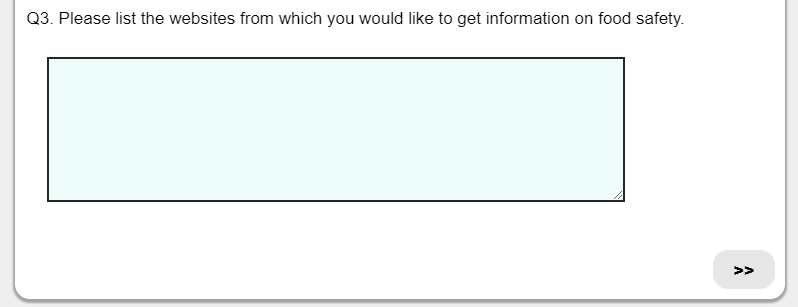 Q3. Please list the websites from which you would like to get information on food safety.
>>